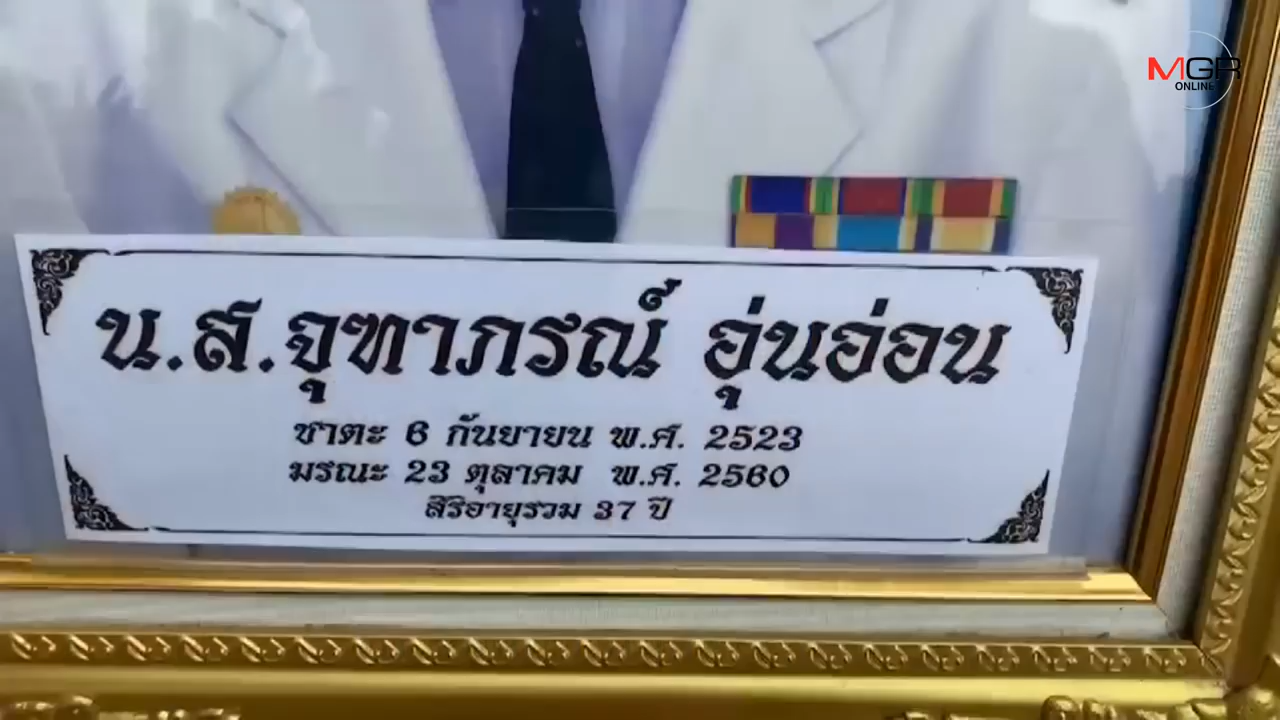 MGR
ONLINE
น.ส.จุฑาภรณ์ อุ่นอ่อน
ชาตะ 6 กันยายน พ.ศ. 2523
มรณะ 23 ตุลาคม พ.ศ. 2560
สิริอายุรวม 37 ปี